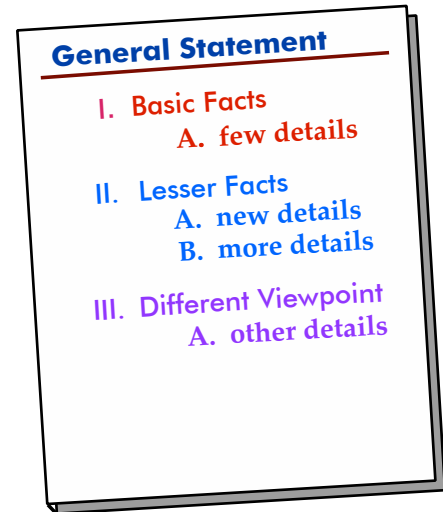 General Statement
I. Basic Facts
A. few details
II. Lesser Facts
A. new details
B. more details
III. Different Viewpoint
A. other details